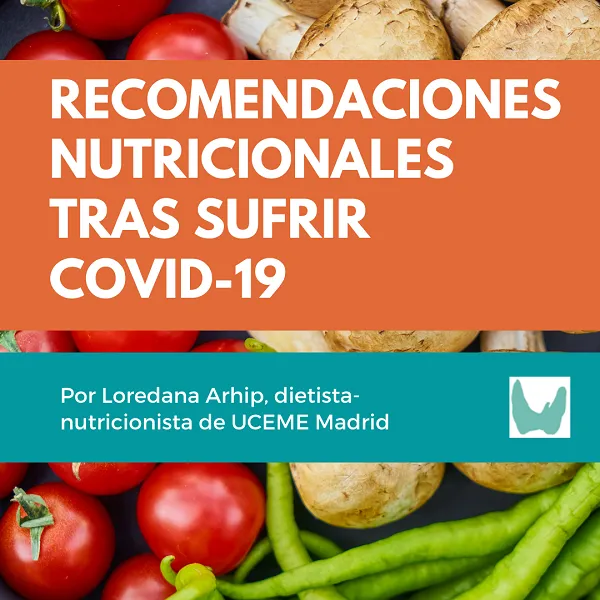 RECOMENDACIONES
NUTRICIONALES
TRAS SUFRIR
COVID-19
Por Loredana Arhip, dietista-
nutricionista de UCEME Madrid